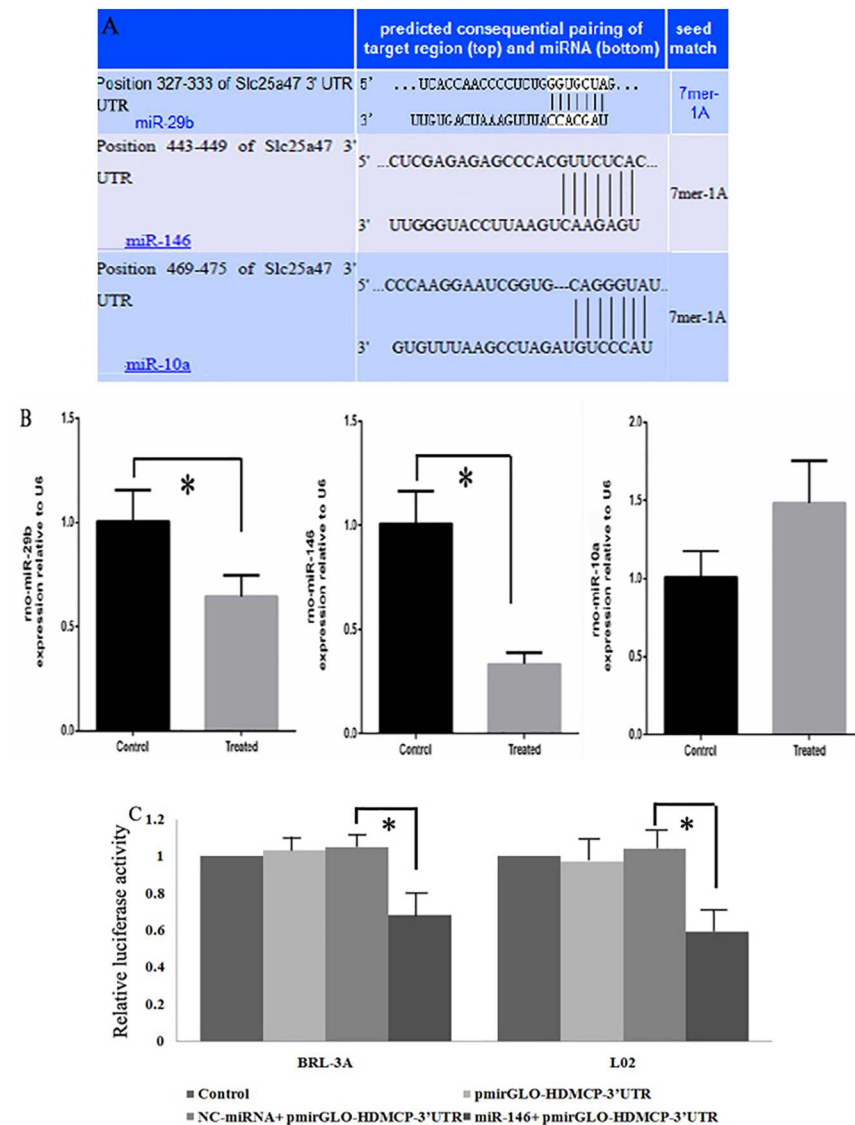 A
predicted consequential pairing of
target region (top) and miRNA (bottom)
seed
match
Position 327-333 of Slc25a47 3' UTR
UTR
miR-29b
5' ...UCACCAACCCCUCUGGGUGCUAG...
3' UUGUGACUAAAGUUUACCACGAU
7mer-
1A
Position 443-449 of Slc25a47 3'
UTR
miR-146
5' ...CUCGAGAGAGCCCACGUUCUCAC...
3' UUGGGUACCUUAAGUCAAGAGU
7mer-1A
Position 469-475 of Slc25a47 3'
UTR
miR-10a
5' ...CCCAAGGAAUCGGUG---CAGGGUAU..
3' GUGUUUAAGCCUAGAUGUCCCAU
7mer-1A
B
rno-miR-29b
expression relative to U6
1.5
1.0
0.5
0.0
*
Control
Treated
rno-miR-146
expression relative to U6
1.5
1.0
0.5
0.0
*
Control
Treated
rno-miR-10a
expression relative to U6
2.0
1.5
1.0
0.5
0.0
Control
Treated
C
Relative luciferase activity
1.2
1
0.8
0.6
0.4
0.2
0
*
*
BRL-3A
L02
Control
pmirGLO-HDMCP-3'UTR
NC-miRNA+pmirGLO-HDMCP-3'UTR
miR-146+pmirGLO-HDMCP-3'UTR